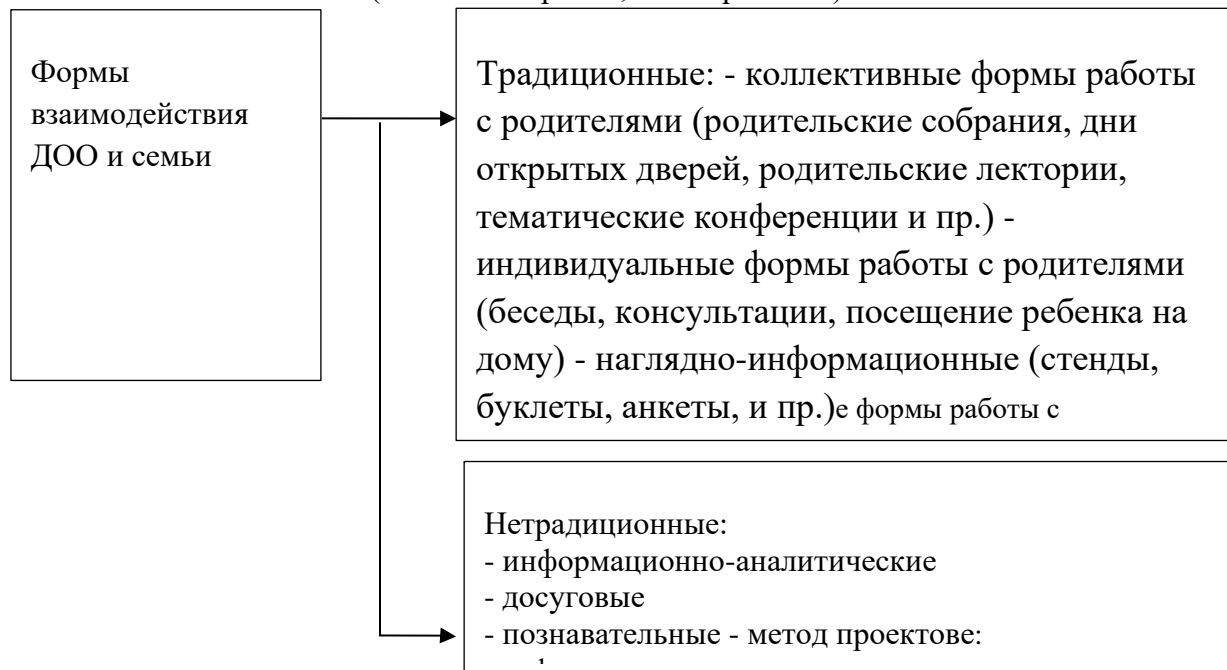 Формы
взаимодействия
ДОО и семьи
Традиционные: - коллективные формы работы
с родителями (родительские собрания, дни
открытых дверей, родительские лектории,
тематические конференции и пр.) -
индивидуальные формы работы с родителями
(беседы, консультации, посещение ребенка на
дому) - наглядно-информационные (стенды,
буклеты, анкеты, и пр.)е формы работы с
Нетрадиционные:
- информационно-аналитические
- досуговые
- познавательные - метод проектове: